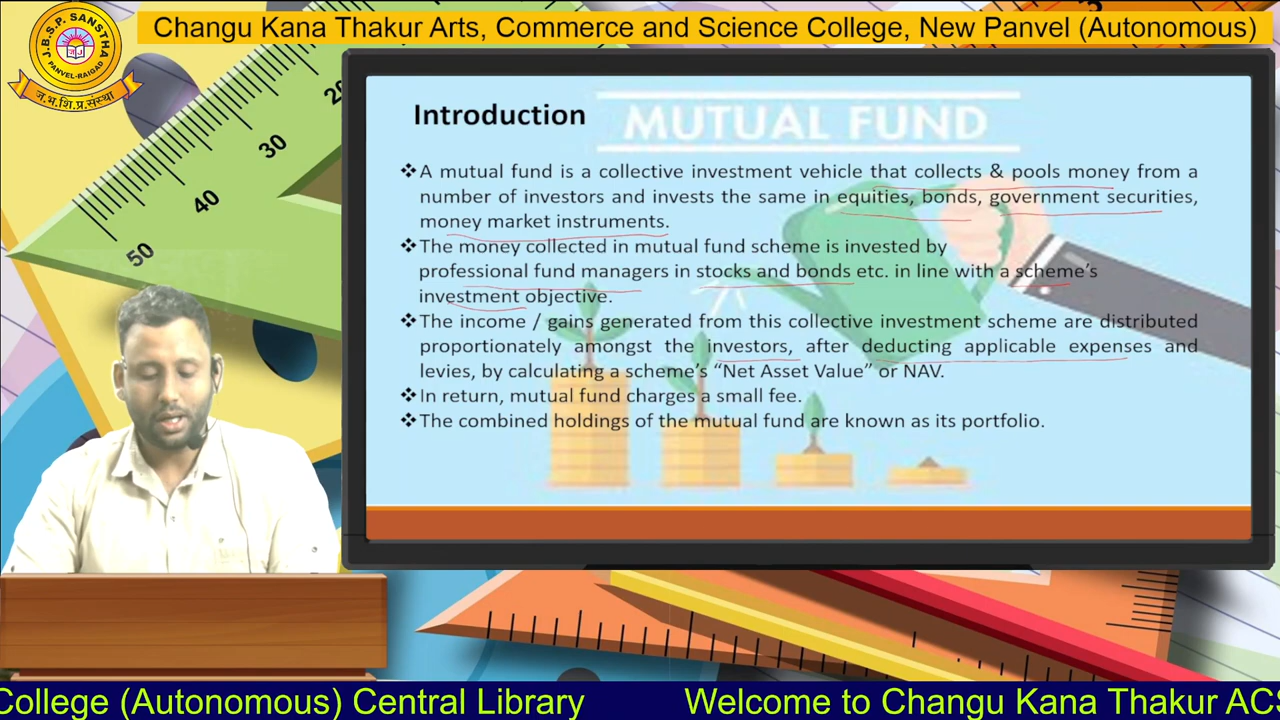 Changu Kana Thakur Arts, Commerce and Science College, New Panvel (Autonomous)
J.B.S.P. SANSTHA
PANVEL-RAIGAD
ज.भ.शि.प्र.संस्था
30
40
50
Introduction
MUTUAL FUND
❖A mutual fund is a collective investment vehicle that collects & pools money from a
number of investors and invests the same in equities, bonds, government securities,
money market instruments.
❖The money collected in mutual fund scheme is invested by
professional fund managers in stocks and bonds etc. in line with a scheme’s
investment objective.
❖The income / gains generated from this collective investment scheme are distributed
proportionately amongst the investors, after deducting applicable expenses and
levies, by calculating a scheme’s “Net Asset Value” or NAV.
❖In return, mutual fund charges a small fee.
❖The combined holdings of the mutual fund are known as its portfolio.
College (Autonomous) Central Library Welcome to Changu Kana Thakur ACS